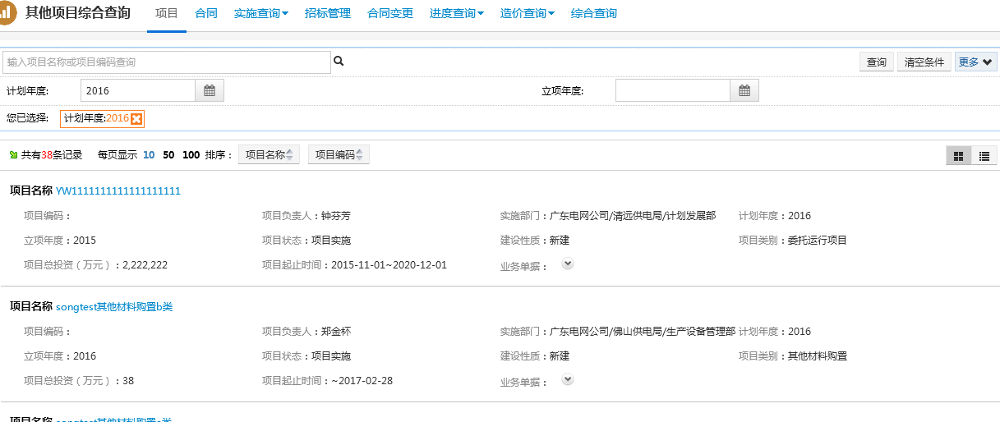 其他项目综合查询 项目 合同 实施查询 招标管理 合同变更 进度查询 造价查询 综合查询
输入项目名称或项目编码查询 查询 清空条件 更多
计划年度: 2016 立项年度:
您已选择: 计划年度:2016
共有38条记录 每页显示 10 50 100 排序： 项目名称 项目编码
项目名称 YW1111111111111111111
项目编码： 项目负责人：钟芬芳 实施部门：广东电网公司/清远供电局/计划发展部 计划年度：2016
立项年度：2015 项目状态：项目实施 建设性质：新建 项目类别：委托运行项目
项目总投资（万元）：2,222,222 项目起止时间：2015-11-01~2020-12-01 业务单据：
项目名称 songtest其他材料购置b类
项目编码： 项目负责人：郑金杯 实施部门：广东电网公司/佛山供电局/生产设备管理部 计划年度：2016
立项年度：2016 项目状态：项目实施 建设性质：新建 项目类别：其他材料购置
项目总投资（万元）：38 项目起止时间：~2017-02-28 业务单据：
项目名称